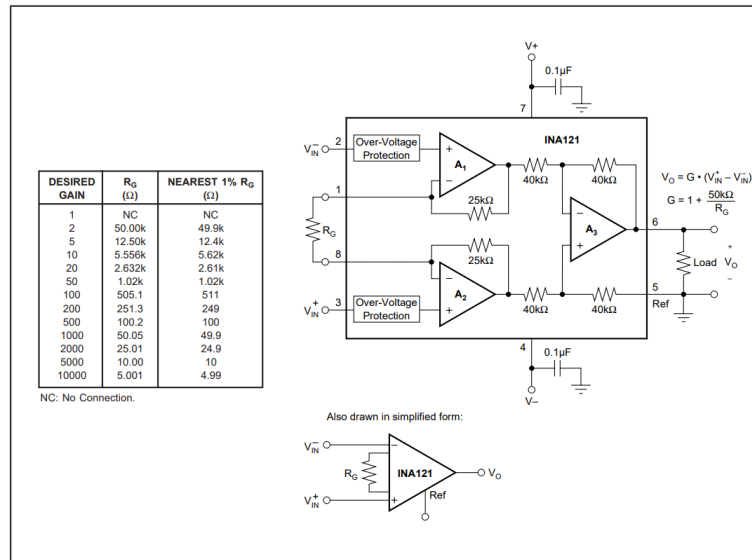 DESIRED GAIN RG (Ω) NEAREST 1% RG (Ω)
1 NC NC
2 50.00k 49.9k
5 12.50k 12.4k
10 5.556k 5.62k
20 2.632k 2.61k
50 1.02k 1.02k
100 505.1 511
200 251.3 249
500 100.2 100
1000 50.05 49.9
2000 25.01 24.9
5000 10.00 10
10000 5.001 4.99
NC: No Connection.
V+
0.1µF
7
INA121
V–IN 2
Over-Voltage
Protection
+
–
A1
40kΩ 40kΩ
VO = G • (V+IN – V–IN)
G = 1 + 50kΩ
RG
1
25kΩ
RG
–
+
A3
6
8
25kΩ
–
+
A2
Load
+
VO
–
V+IN 3
Over-Voltage
Protection
40kΩ 40kΩ
5
Ref
4
0.1µF
V–
Also drawn in simplified form:
V–IN
–
RG
INA121
VO
V+IN
+
Ref